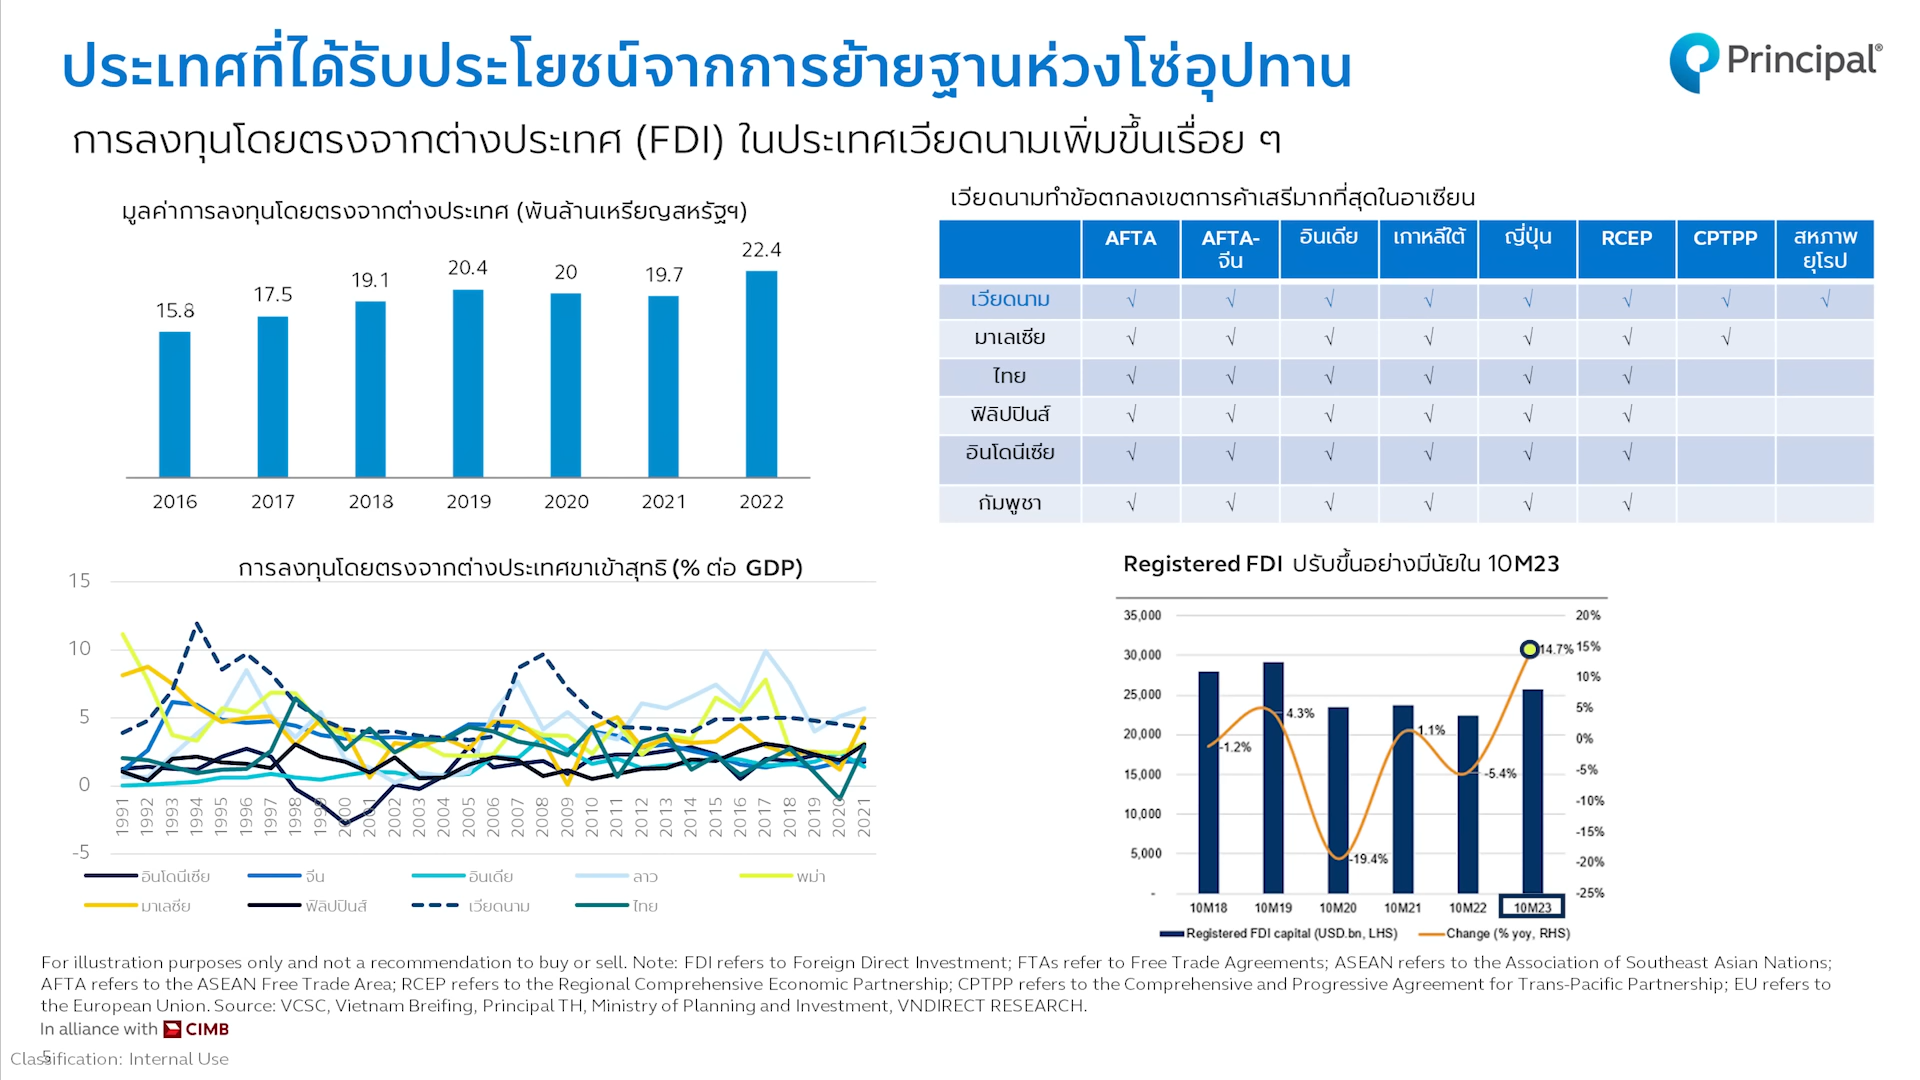 ประเทศที่ได้รับประโยชน์จากการย้ายฐานห่วงโซ่อุปทาน
Principal®
การลงทุนโดยตรงจากต่างประเทศ (FDI) ในประเทศเวียดนามเพิ่มขึ้นเรื่อย ๆ
มูลค่าการลงทุนโดยตรงจากต่างประเทศ (พันล้านเหรียญสหรัฐฯ)
15.8 17.5 19.1 20.4 20 19.7 22.4
2016 2017 2018 2019 2020 2021 2022
เวียดนามทำข้อตกลงเขตการค้าเสรีมากที่สุดในอาเซียน
AFTA AFTA-จีน อินเดีย เกาหลีใต้ ญี่ปุ่น RCEP CPTPP สหภาพยุโรป
เวียดนาม √ √ √ √ √ √ √ √
มาเลเซีย √ √ √ √ √ √ √
ไทย √ √ √ √ √ √
ฟิลิปปินส์ √ √ √ √ √ √
อินโดนีเซีย √ √ √ √ √ √
กัมพูชา √ √ √ √ √ √
การลงทุนโดยตรงจากต่างประเทศขาเข้าสุทธิ (% ต่อ GDP)
15
10
5
0
-5
1991 1992 1993 1994 1995 1996 1997 1998 1999 2000 2001 2002 2003 2004 2005 2006 2007 2008 2009 2010 2011 2012 2013 2014 2015 2016 2017 2018 2019 2020 2021
อินโดนีเซีย จีน อินเดีย ลาว พม่า
มาเลซีย ฟิลิปปินส์ เวียดนาม ไทย
Registered FDI ปรับขึ้นอย่างมีนัยใน 10M23
35,000
30,000
25,000
20,000
15,000
10,000
5,000
-
20%
15%
10%
5%
0%
-5%
-10%
-15%
-20%
-25%
-1.2% 4.3% -19.4% 1.1% -5.4% 14.7%
10M18 10M19 10M20 10M21 10M22 10M23
Registered FDI capital (USD.bn, LHS) Change (% yoy, RHS)
For illustration purposes only and not a recommendation to buy or sell. Note: FDI refers to Foreign Direct Investment; FTAs refer to Free Trade Agreements; ASEAN refers to the Association of Southeast Asian Nations;
AFTA refers to the ASEAN Free Trade Area; RCEP refers to the Regional Comprehensive Economic Partnership; CPTPP refers to the Comprehensive and Progressive Agreement for Trans-Pacific Partnership; EU refers to
the European Union. Source: VCSC, Vietnam Breifing, Principal TH, Ministry of Planning and Investment, VNDIRECT RESEARCH.
In alliance with CIMB
5
Classification: Internal Use